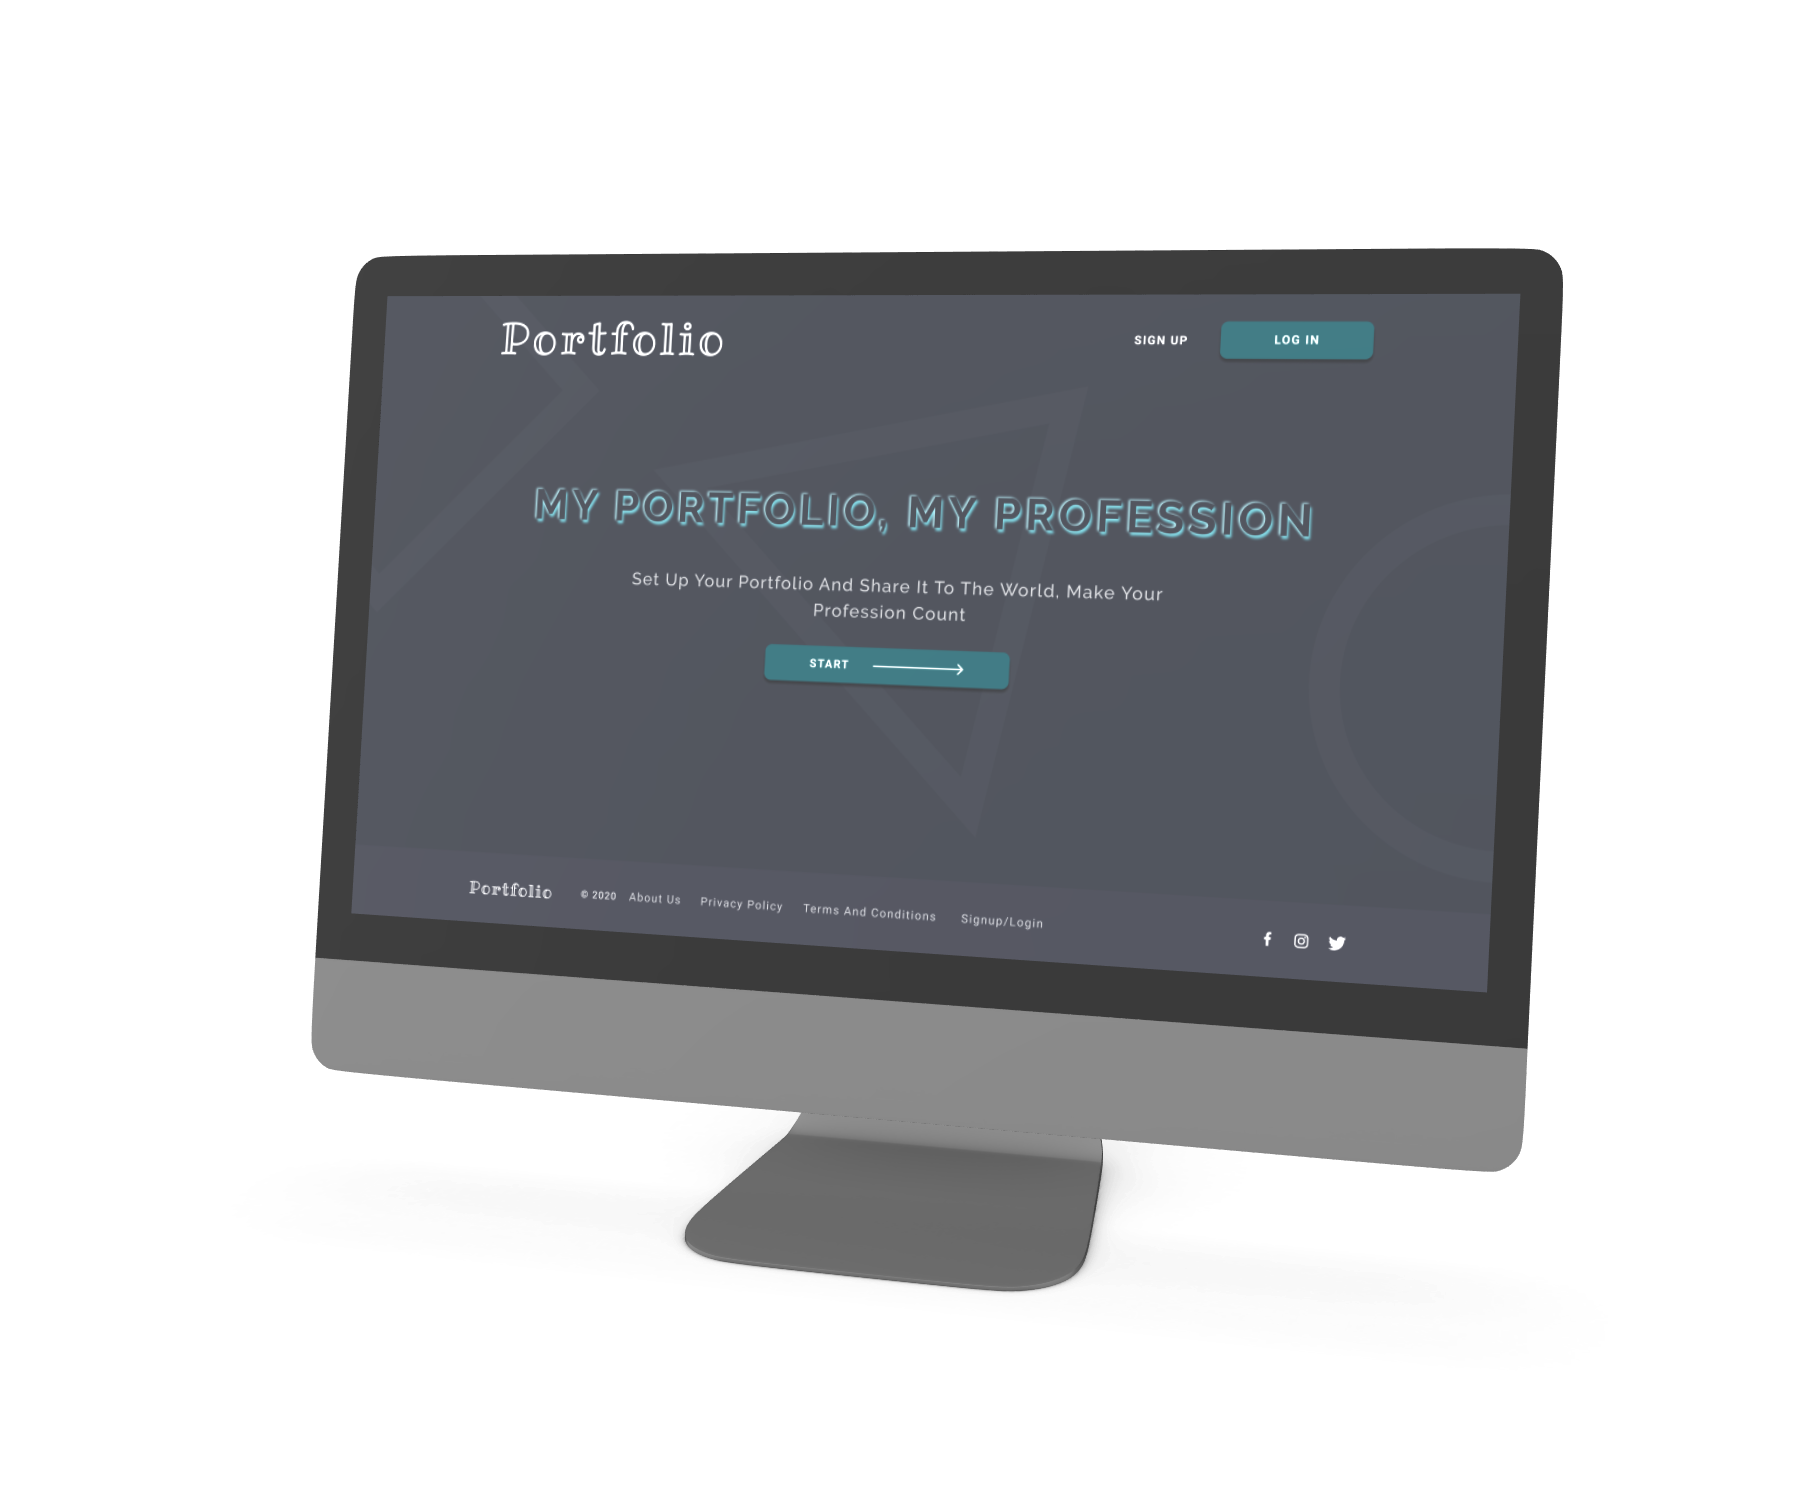 Portfolio
SIGN UP
LOG IN
MY PORTFOLIO, MY PROFESSION
Set Up Your Portfolio And Share It To The World, Make Your
Profession Count
START
Portfolio © 2020 About Us Privacy Policy Terms And Conditions Signup/Login